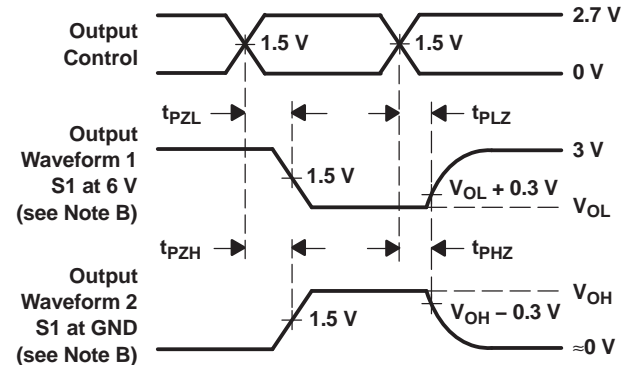 Output
Control
1.5 V
1.5 V
2.7 V
0 V
tPZL
tPLZ
Output
Waveform 1
S1 at 6 V
(see Note B)
1.5 V
3 V
VOL + 0.3 V
VOL
tPZH
tPHZ
Output
Waveform 2
S1 at GND
(see Note B)
1.5 V
VOH
VOH − 0.3 V
≈0 V